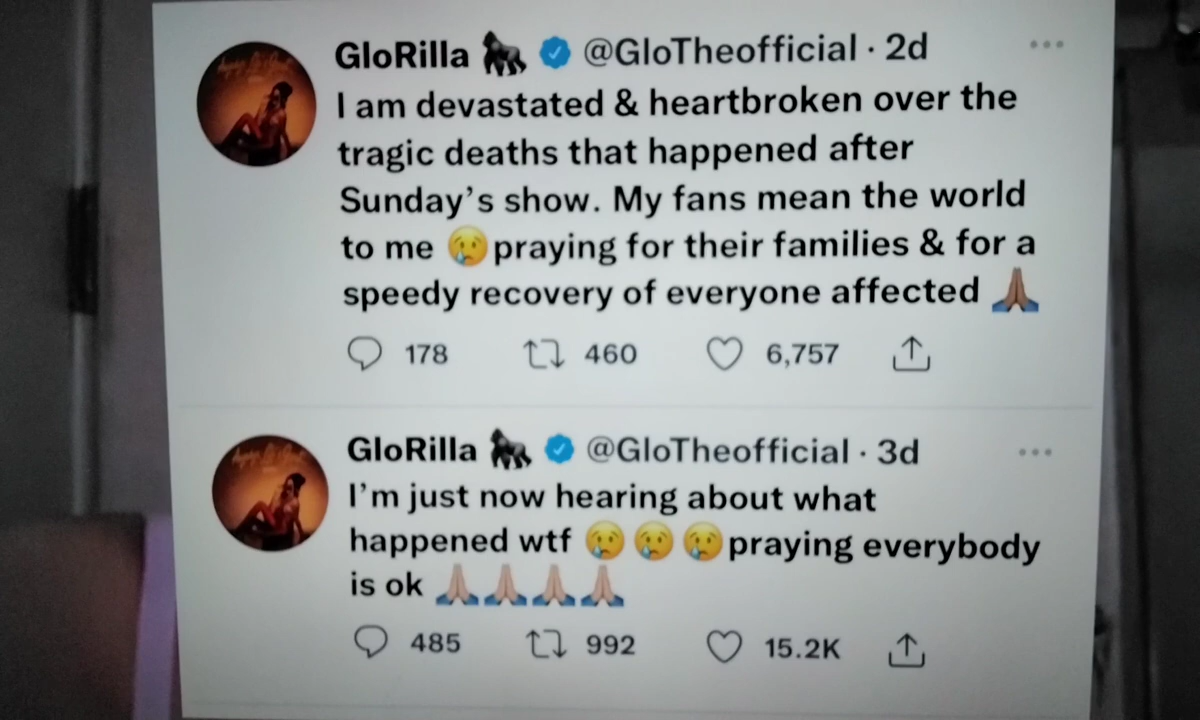 GloRilla 🦍 @GloTheofficial · 2d
I am devastated & heartbroken over the
tragic deaths that happened after
Sunday’s show. My fans mean the world
to me 😢praying for their families & for a
speedy recovery of everyone affected 🙏🏽
178 460 6,757
GloRilla 🦍 @GloTheofficial · 3d
I’m just now hearing about what
happened wtf 😢😢😢praying everybody
is ok 🙏🏼🙏🏼🙏🏼🙏🏼
485 992 15.2K